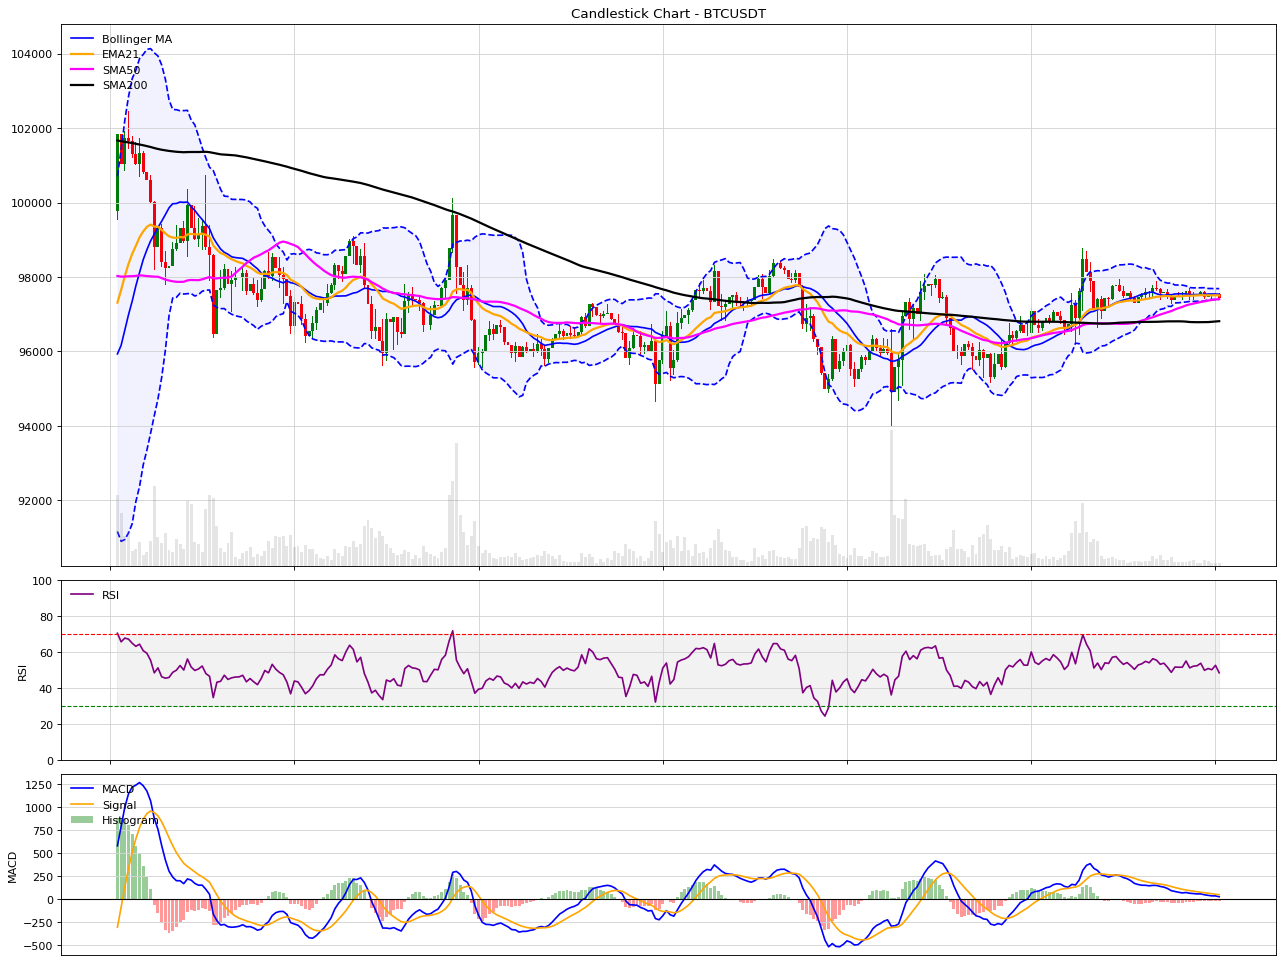 Candlestick Chart - BTCUSDT
Bollinger MA
EMA21
SMA50
SMA200
104000
102000
100000
98000
96000
94000
92000
RSI
100
80
60
40
20
0
RSI
MACD
Signal
Histogram
1250
1000
750
500
250
0
−250
−500
MACD